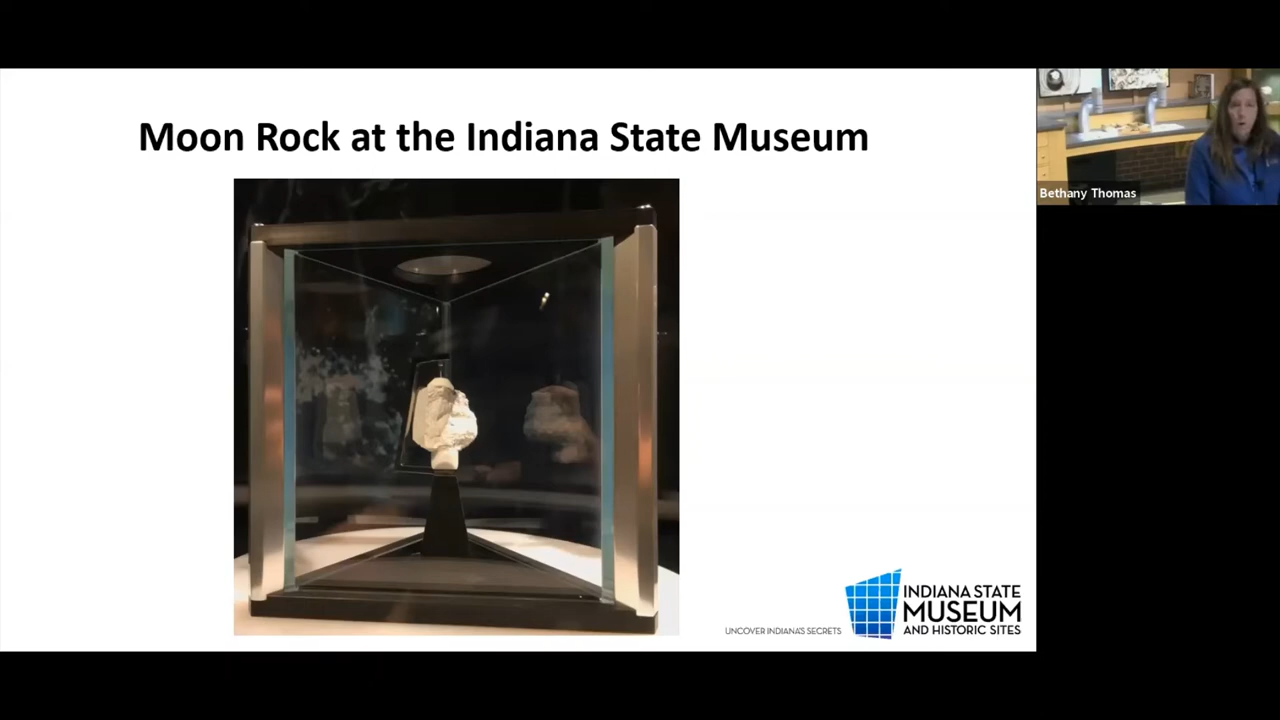 Moon Rock at the Indiana State Museum
Bethany Thomas
UNCOVER INDIANA'S SECRETS
INDIANA STATE
MUSEUM
AND HISTORIC SITES